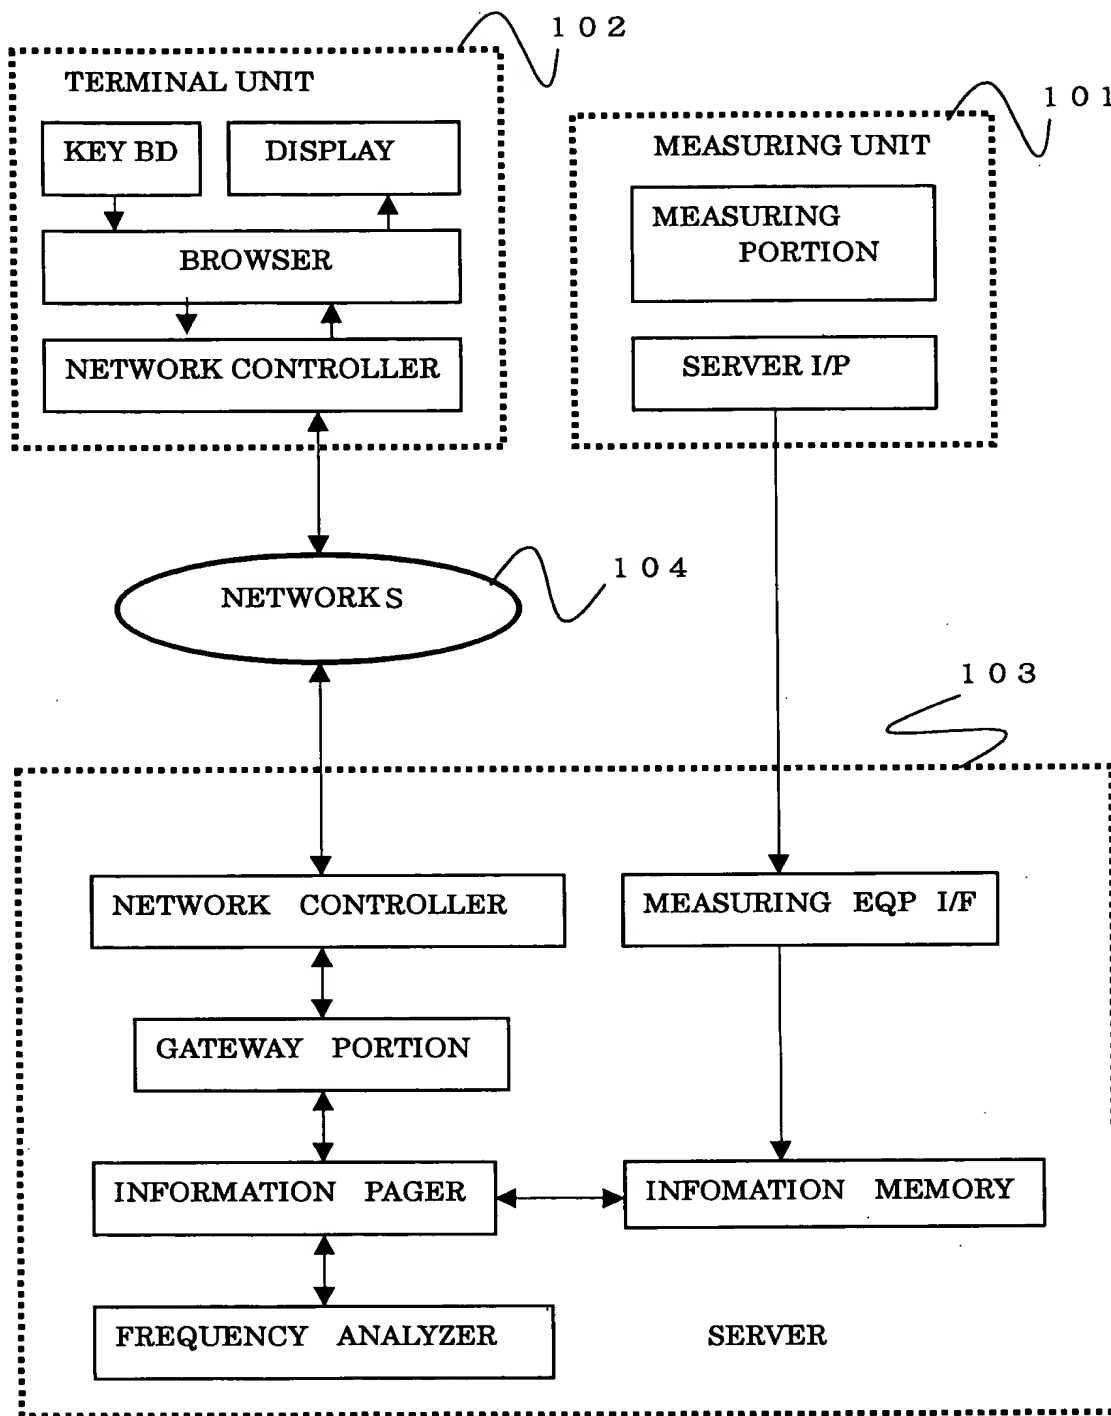 102
TERMINAL UNIT
KEY BD
DISPLAY
BROWSER
NETWORK CONTROLLER
101
MEASURING UNIT
MEASURING
PORTION
SERVER I/P
NETWORKS
104
103
NETWORK CONTROLLER
MEASURING EQP I/F
GATEWAY PORTION
INFORMATION PAGER
INFOMATION MEMORY
FREQUENCY ANALYZER
SERVER